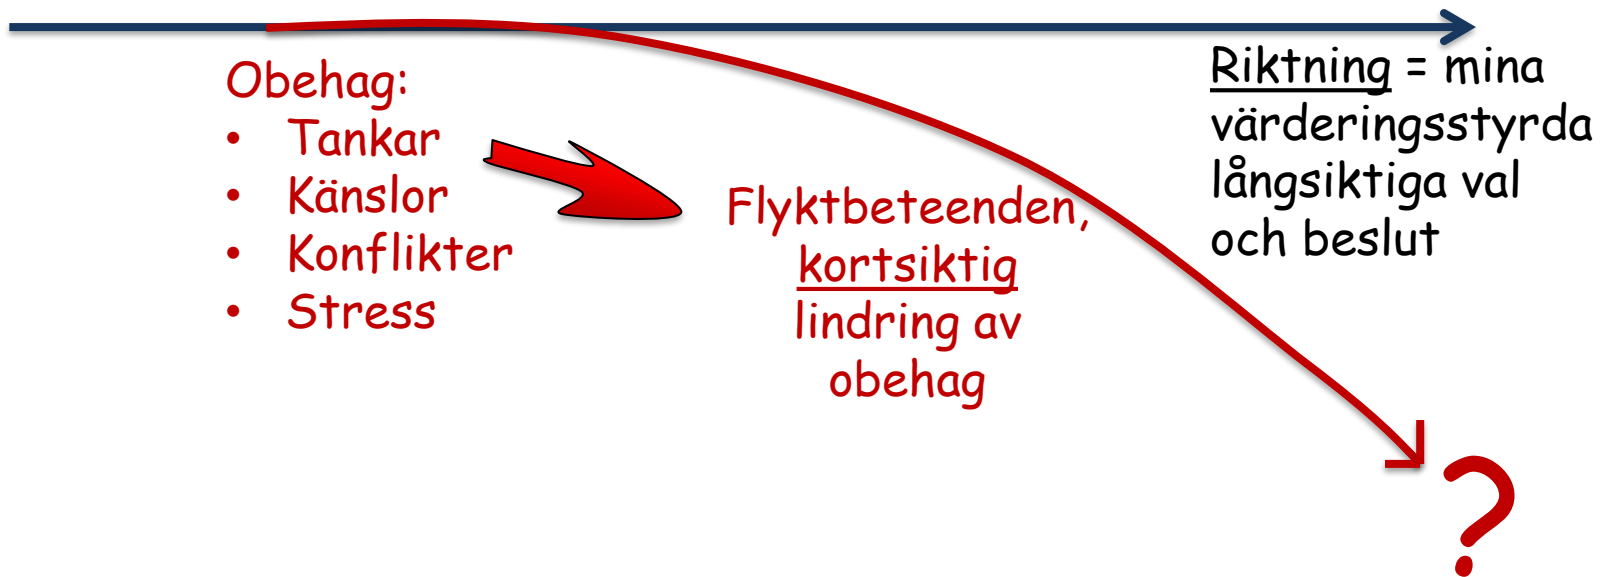 Obehag:
• Tankar
• Känslor
• Konflikter
• Stress
Flyktbeteenden,
kortsiktig
lindring av
obehag
Riktning = mina
värderingsstyrda
långsiktiga val
och beslut
?